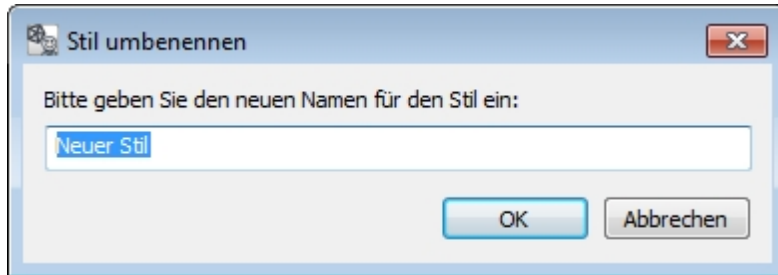 Stil umbenennen
Bitte geben Sie den neuen Namen für den Stil ein:
Neuer Stil
OK Abbrechen